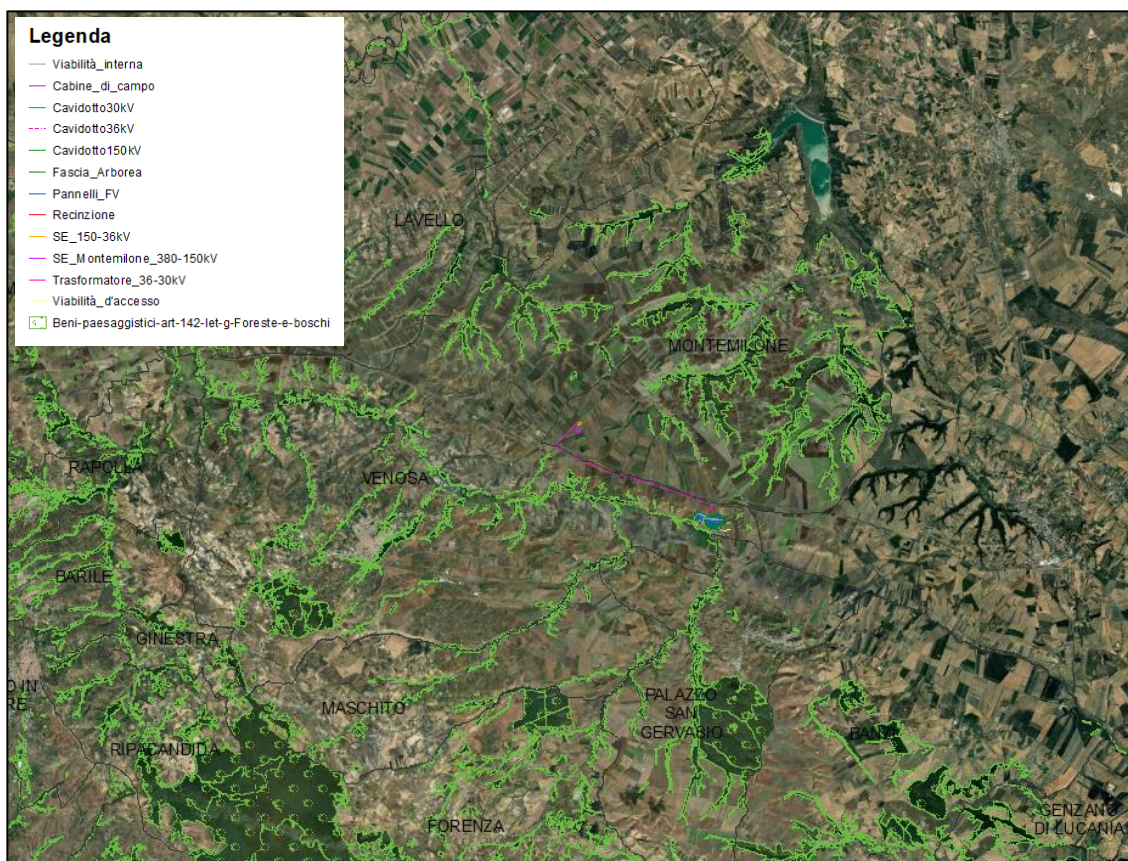 Legenda
Viabilità_interna
Cabine_di_campo
Cavidotto30kV
Cavidotto36kV
Cavidotto150kV
Fascia_Arborea
Pannelli_FV
Recinzione
SE_150-36kV
SE_Montemilone_380-150kV
Trasformatore_36-30kV
Viabilità_d'accesso
Beni-paesaggistici-art-142-let-g-Foreste-e-boschi
LAVELLO
MONTEMILONE
RAPOLLA
VENOSA
BARILE
GINESTRA
O IN
RE
MASCHITO
PALAZZO
SAN
GERVASIO
RIPACANDIDA
BANZI
FORENZA
GENZANO
DI LUCANIA